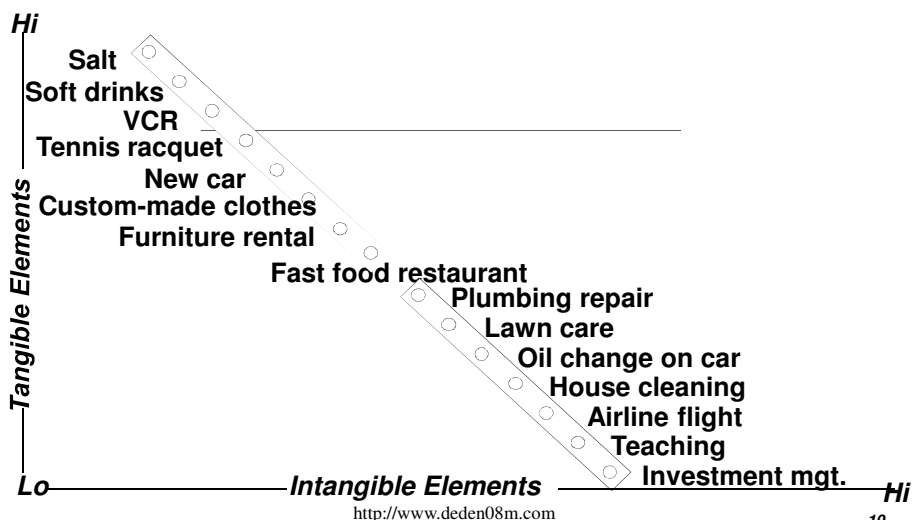 Hi
Salt
Soft drinks
VCR
Tennis racquet
New car
Custom-made clothes
Furniture rental
Fast food restaurant
Plumbing repair
Lawn care
Oil change on car
House cleaning
Airline flight
Teaching
Investment mgt.
Tangible Elements
Lo
Intangible Elements
Hi
http://www.deden08m.com